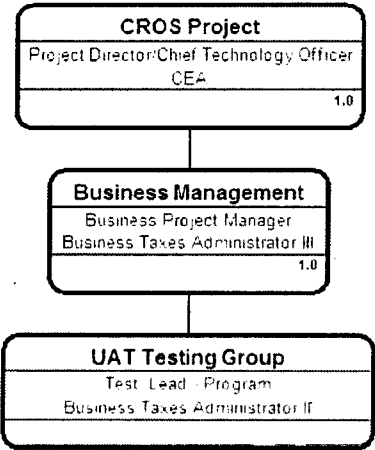 CROS Project
Project Director/Chief Technology Officer
CEA
1.0
Business Management
Business Project Manager
Business Taxes Administrator III
1.0
UAT Testing Group
Test Lead - Program
Business Taxes Administrator II